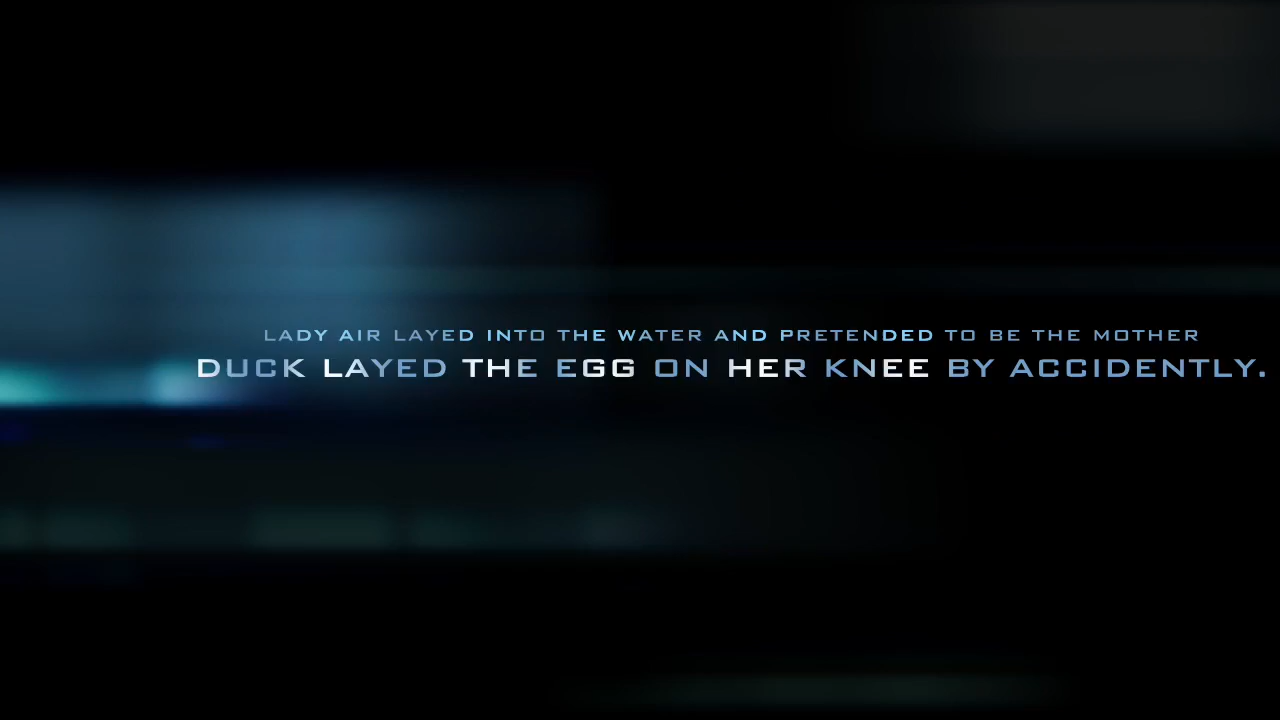 LADY AIR LAYED INTO THE WATER AND PRETENDED TO BE THE MOTHER
DUCK LAYED THE EGG ON HER KNEE BY ACCIDENTLY.